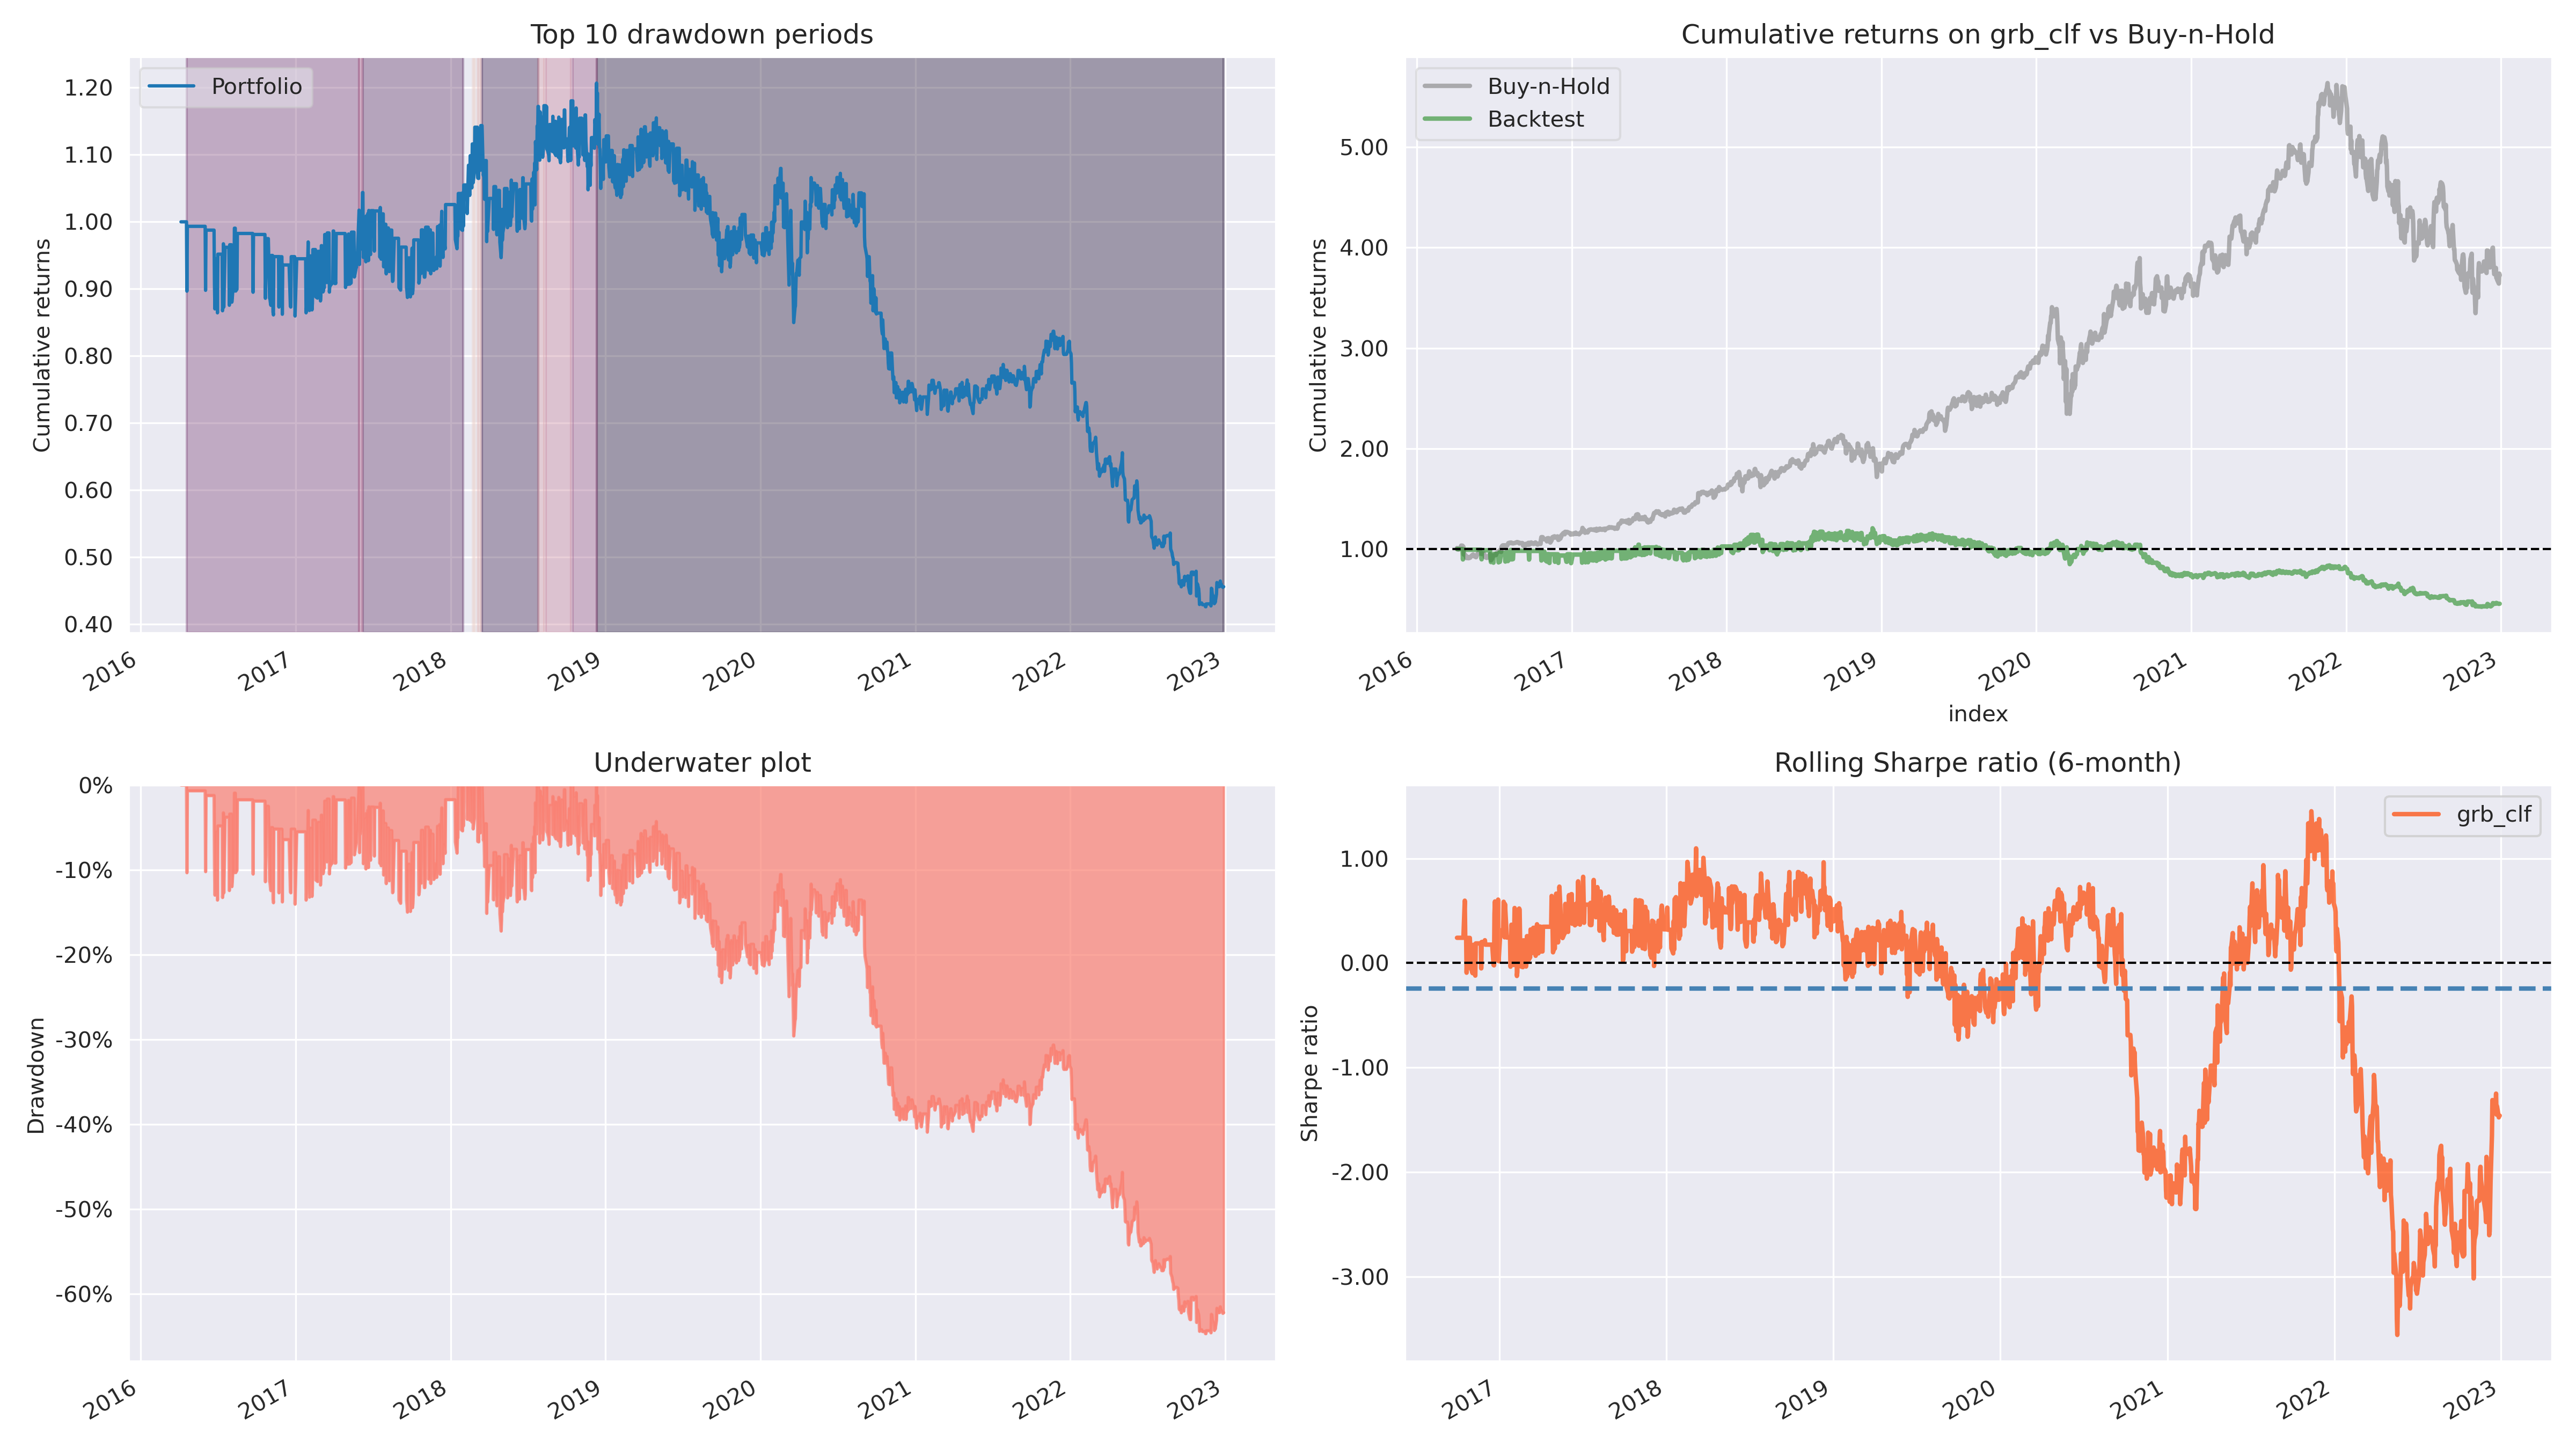 Top 10 drawdown periods
Portfolio
Cumulative returns
1.20
1.10
1.00
0.90
0.80
0.70
0.60
0.50
0.40
2016 2017 2018 2019 2020 2021 2022 2023
Cumulative returns on grb_clf vs Buy-n-Hold
Buy-n-Hold
Backtest
Cumulative returns
5.00
4.00
3.00
2.00
1.00
2016 2017 2018 2019 2020 2021 2022 2023
index
Underwater plot
Drawdown
0%
-10%
-20%
-30%
-40%
-50%
-60%
2016 2017 2018 2019 2020 2021 2022 2023
Rolling Sharpe ratio (6-month)
grb_clf
Sharpe ratio
1.00
0.00
-1.00
-2.00
-3.00
2017 2018 2019 2020 2021 2022 2023